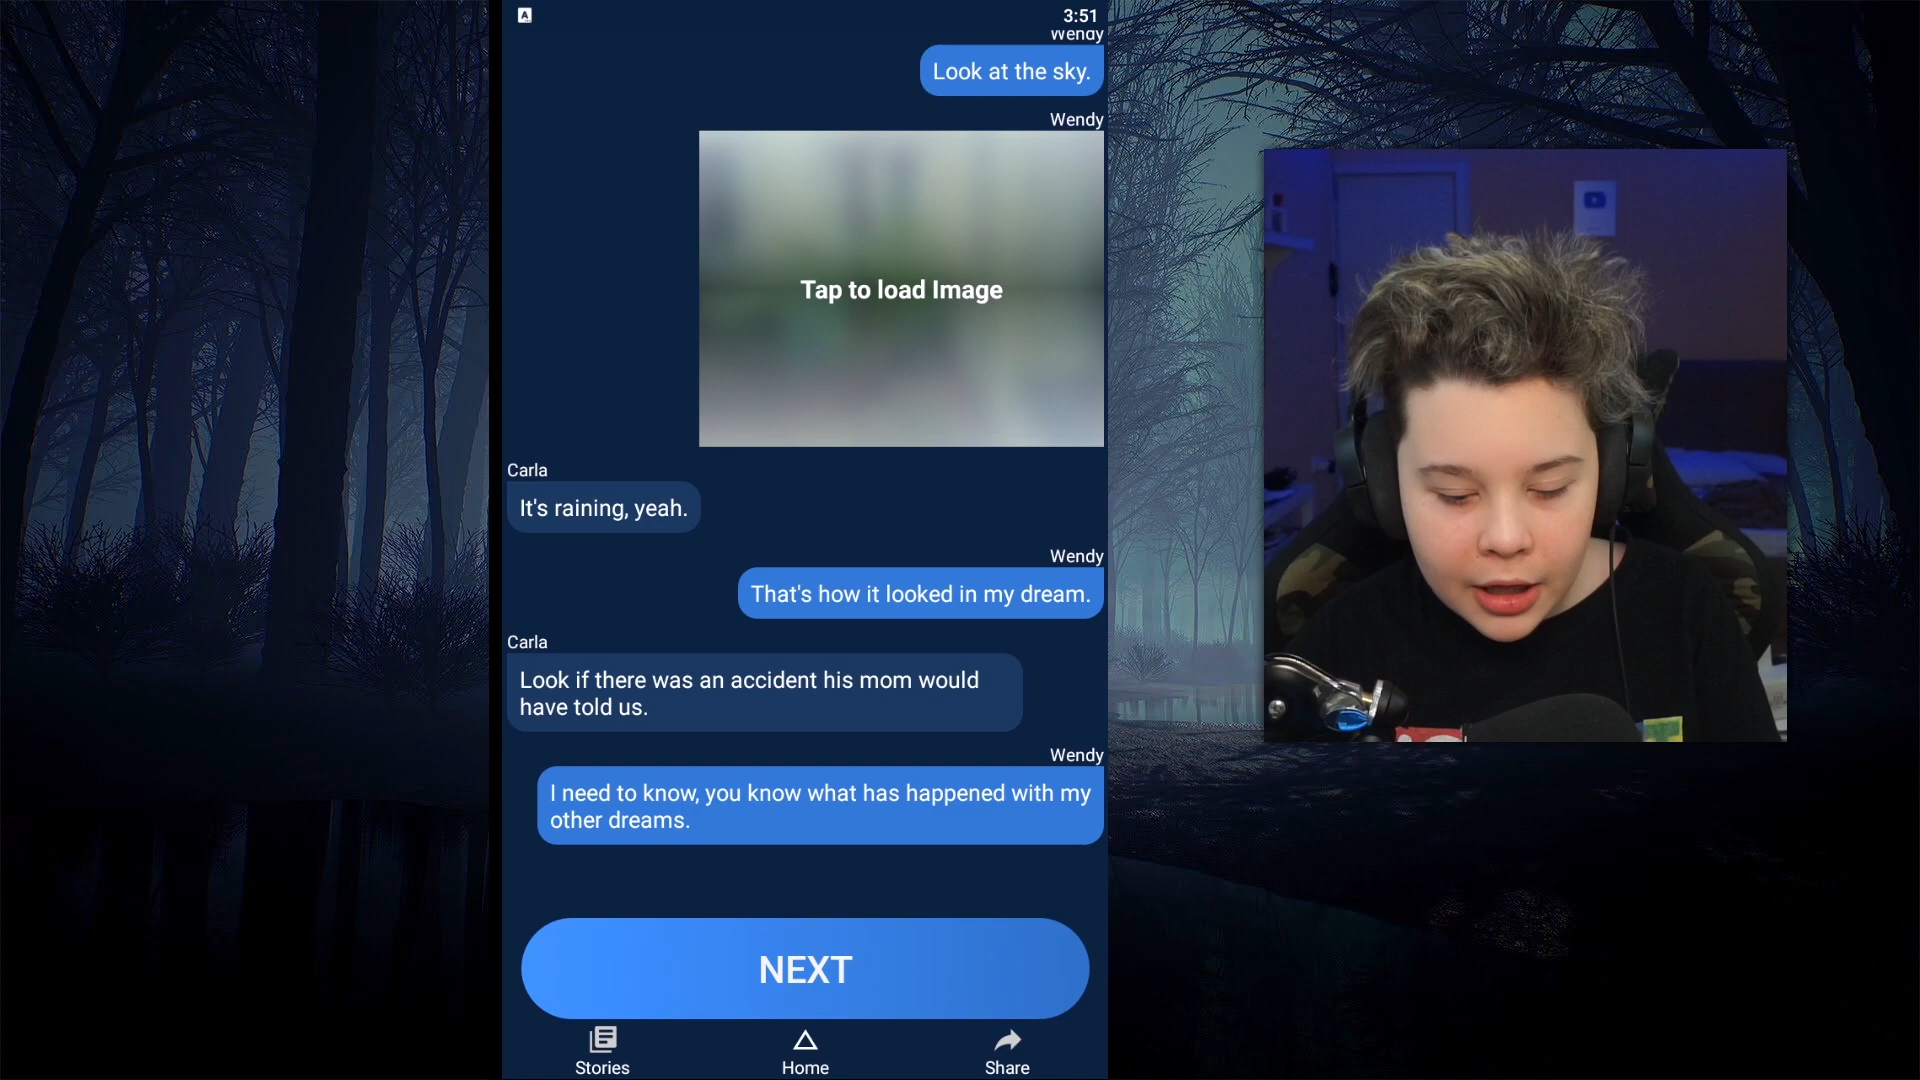 3:51
Wendy
Look at the sky.
Wendy
Tap to load Image
Carla
It's raining, yeah.
Wendy
That's how it looked in my dream.
Carla
Look if there was an accident his mom would
have told us.
Wendy
I need to know, you know what has happened with my
other dreams.
NEXT
Stories
Home
Share